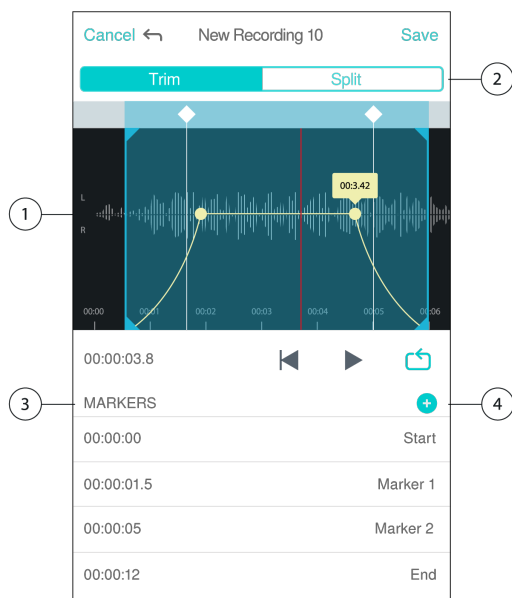 Cancel New Recording 10 Save
Trim Split
2
00:3.42
L
1
R
00:00 00:01 00:02 00:03 00:04 00:05 00:06
00:00:03.8
3 MARKERS + 4
00:00:00 Start
00:00:01.5 Marker 1
00:00:05 Marker 2
00:00:12 End